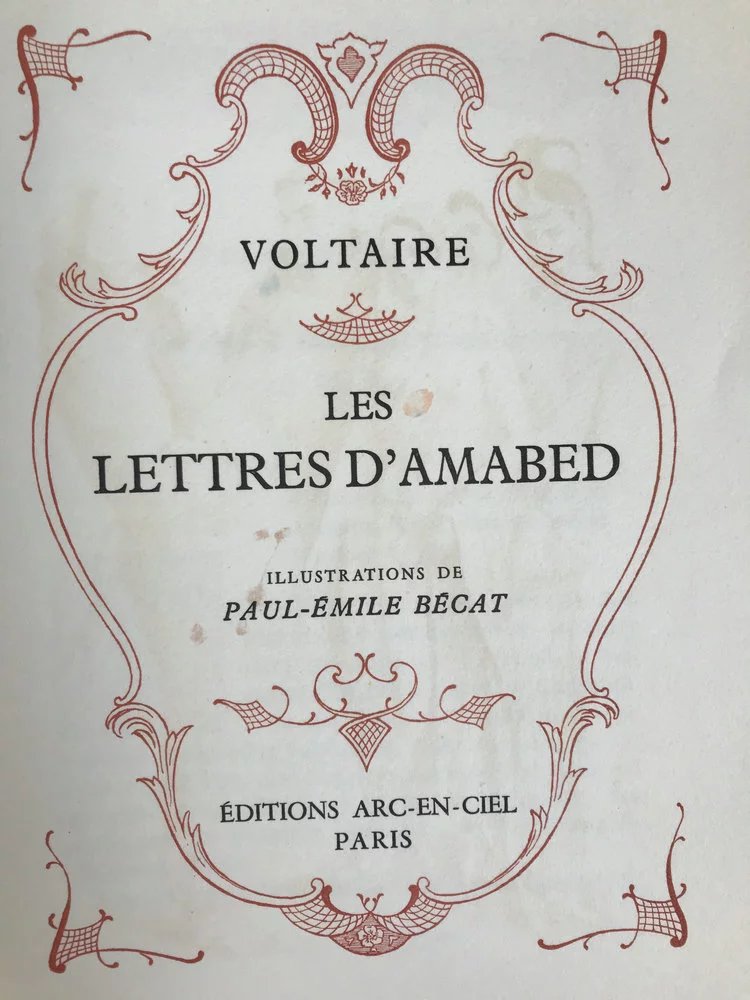 VOLTAIRE
LES
LETTRES D'AMABED
ILLUSTRATIONS DE
PAUL-ÉMILE BÉCAT
ÉDITIONS ARC-EN-CIEL
PARIS